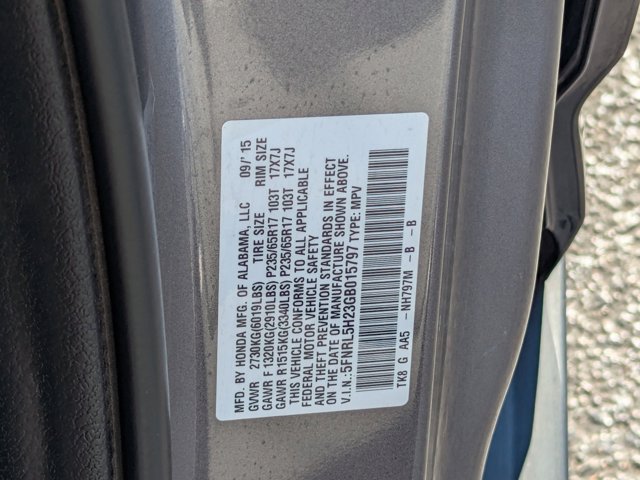 MFD. BY HONDA MFG. OF ALABAMA, LLC 09/'15
GVWR 2730KG(6019LBS) TIRE SIZE RIM SIZE
GAWR F 1320KG(2910LBS) P235/65R17 103T 17X7J
GAWR R 1515KG(3340LBS) P235/65R17 103T 17X7J
THIS VEHICLE CONFORMS TO ALL APPLICABLE
FEDERAL MOTOR VEHICLE SAFETY
AND THEFT PREVENTION STANDARDS IN EFFECT
ON THE DATE OF MANUFACTURE SHOWN ABOVE.
V.I.N.:5FNRL5H23GB015797 TYPE: MPV
TK8 G AA5 -NH797M -B -B